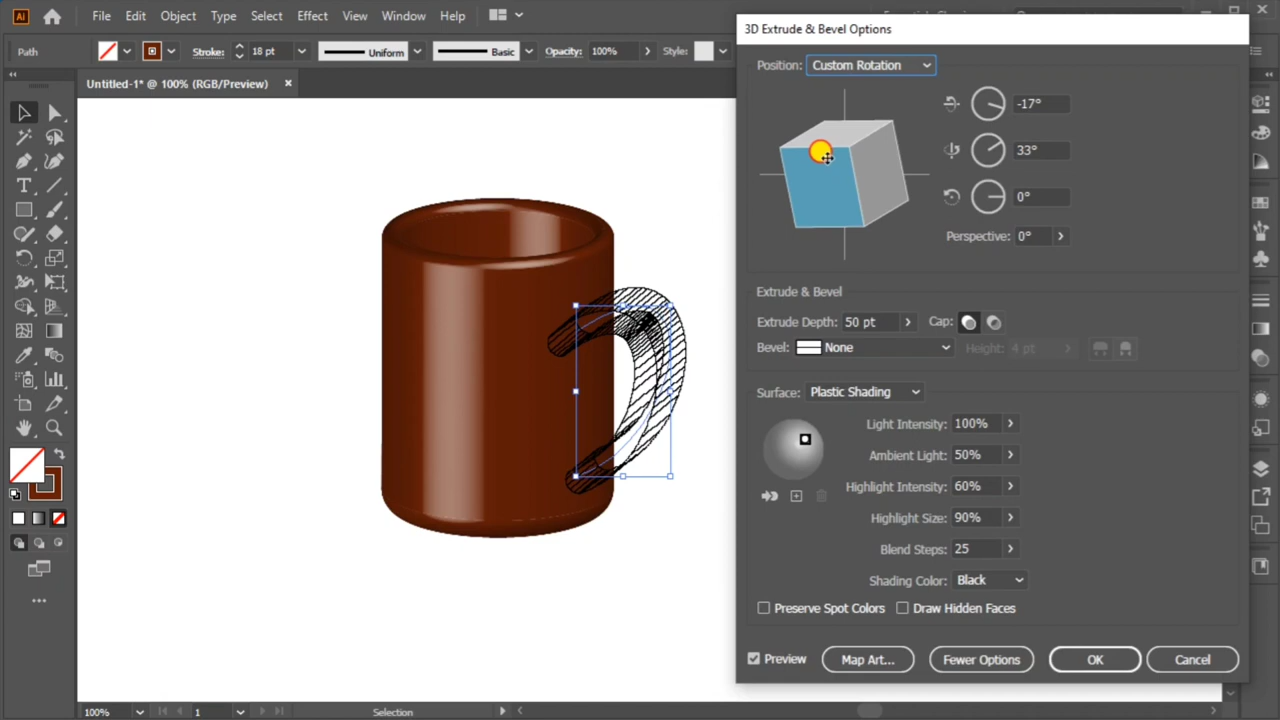 Ai File Edit Object Type Select Effect View Window Help
3D Extrude & Bevel Options
Path Stroke: 18 pt Uniform Basic Opacity: 100% Style:
Position: Custom Rotation
Untitled-1* @ 100% (RGB/Preview) ×
-17°
33°
0°
Perspective: 0°
Extrude & Bevel
Extrude Depth: 50 pt Cap:
Bevel: None Height: 4 pt
Surface: Plastic Shading
Light Intensity: 100%
Ambient Light: 50%
Highlight Intensity: 60%
Highlight Size: 90%
Blend Steps: 25
Shading Color: Black
Preserve Spot Colors Draw Hidden Faces
Preview Map Art... Fewer Options OK Cancel
100% 1 Selection